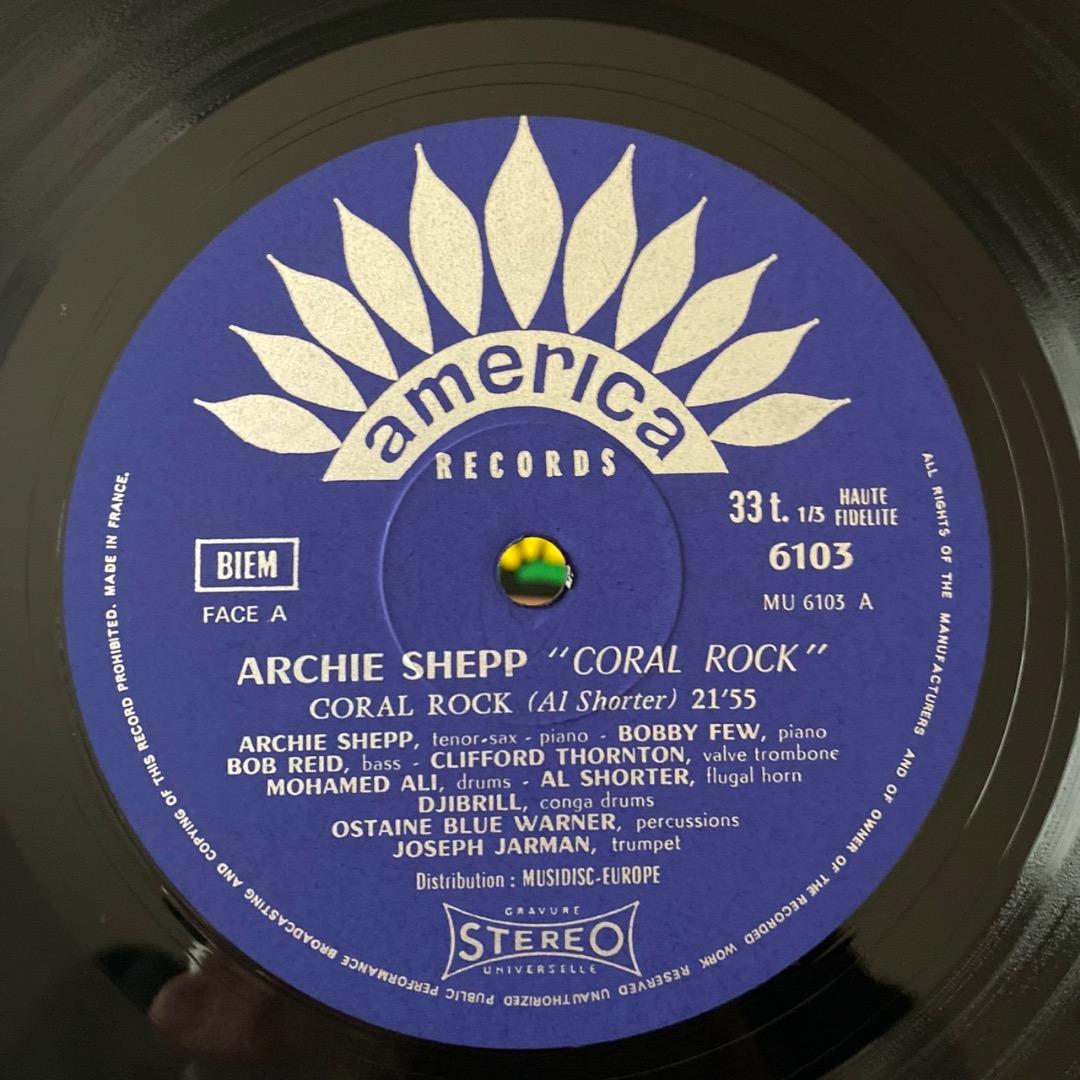 america
RECORDS
33 t. 1/3 HAUTE FIDELITE
6103
MU 6103 A
BIEM
FACE A
ARCHIE SHEPP "CORAL ROCK"
CORAL ROCK (Al Shorter) 21'55
ARCHIE SHEPP, tenor-sax - piano - BOBBY FEW, piano
BOB REID, bass - CLIFFORD THORNTON, valve trombone
MOHAMED ALI, drums - AL SHORTER, flugal horn
DJIBRILL, conga drums
OSTAINE BLUE WARNER, percussions
JOSEPH JARMAN, trumpet
Distribution : MUSIDISC-EUROPE
GRAVURE
STEREO
UNIVERSELLE
ALL RIGHTS OF THE MANUFACTURERS AND OF OWNER OF THE RECORDED WORK RESERVED UNAUTHORIZED PUBLIC PERFORMANCE BROADCASTING AND COPYING OF THIS RECORD PROHIBITED. MADE IN FRANCE.